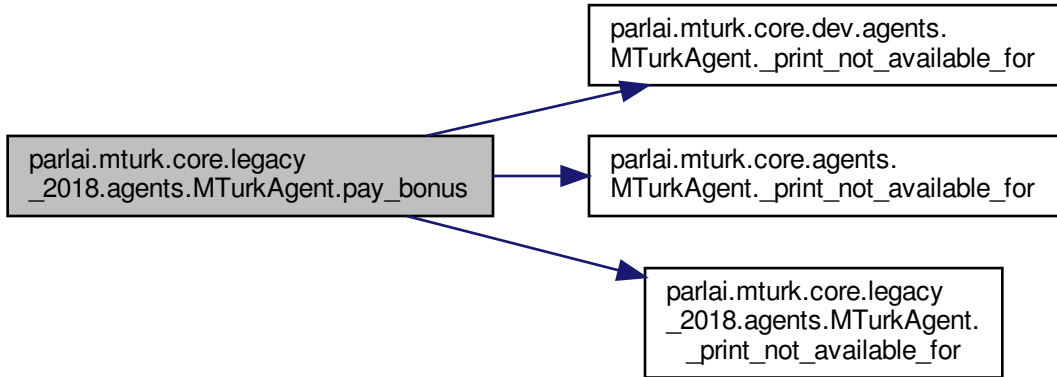 parlai.mturk.core.legacy
_2018.agents.MTurkAgent.pay_bonus
parlai.mturk.core.dev.agents.
MTurkAgent._print_not_available_for
parlai.mturk.core.agents.
MTurkAgent._print_not_available_for
parlai.mturk.core.legacy
_2018.agents.MTurkAgent.
_print_not_available_for